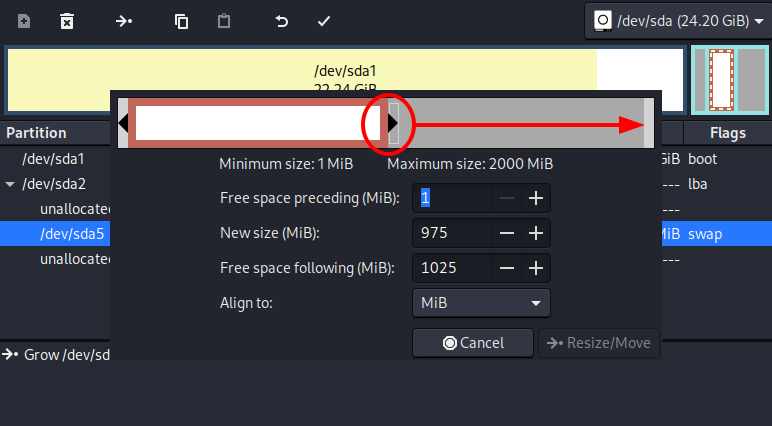 /dev/sda (24.20 GiB)
/dev/sda1
22.24 GiB
Partition Flags
/dev/sda1 GiB boot
/dev/sda2 --- lba
unallocated ---
/dev/sda5 MiB swap
unallocated ---
Minimum size: 1 MiB Maximum size: 2000 MiB
Free space preceding (MiB): 1
New size (MiB): 975
Free space following (MiB): 1025
Align to: MiB
Cancel Resize/Move
Grow /dev/sd